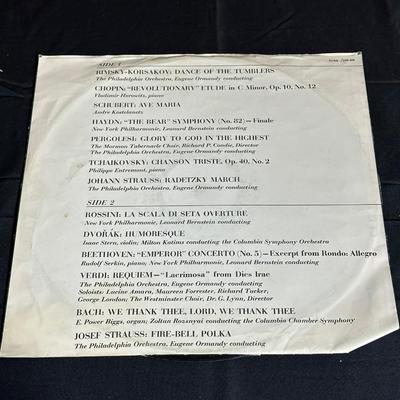 SIDE 1
RIMSKY-KORSAKOV: DANCE OF THE TUMBLERS
The Philadelphia Orchestra, Eugene Ormandy conducting
CHOPIN: "REVOLUTIONARY" ETUDE in C Minor, Op. 10, No. 12
Vladimir Horowitz, piano
SCHUBERT: AVE MARIA
Andre Kostelanetz
HAYDN: "THE BEAR" SYMPHONY (No. 82)—Finale
New York Philharmonic, Leonard Bernstein conducting
PERGOLESI: GLORY TO GOD IN THE HIGHEST
The Mormon Tabernacle Choir, Richard P. Condie, Director
The Philadelphia Orchestra, Eugene Ormandy conducting
TCHAIKOVSKY: CHANSON TRISTE, Op. 40, No. 2
Philippe Entremont, piano
JOHANN STRAUSS: RADETZKY MARCH
The Philadelphia Orchestra, Eugene Ormandy conducting
SIDE 2
ROSSINI: LA SCALA DI SETA OVERTURE
New York Philharmonic, Leonard Bernstein conducting
DVOŘÁK: HUMORESQUE
Isaac Stern, violin; Milton Katims conducting the Columbia Symphony Orchestra
BEETHOVEN: "EMPEROR" CONCERTO (No. 5)—Excerpt from Rondo: Allegro
Rudolf Serkin, piano; New York Philharmonic, Leonard Bernstein conducting
VERDI: REQUIEM—"Lacrimosa" from Dies Irae
The Philadelphia Orchestra, Eugene Ormandy conducting
Soloists: Lucine Amara, Maureen Forrester, Richard Tucker,
George London; The Westminster Choir, Dr. G. Lynn, Director
BACH: WE THANK THEE, LORD, WE THANK THEE
E. Power Biggs, organ; Zoltan Rozsnyai conducting the Columbia Chamber Symphony
JOSEF STRAUSS: FIRE-BELL POLKA
The Philadelphia Orchestra, Eugene Ormandy conducting